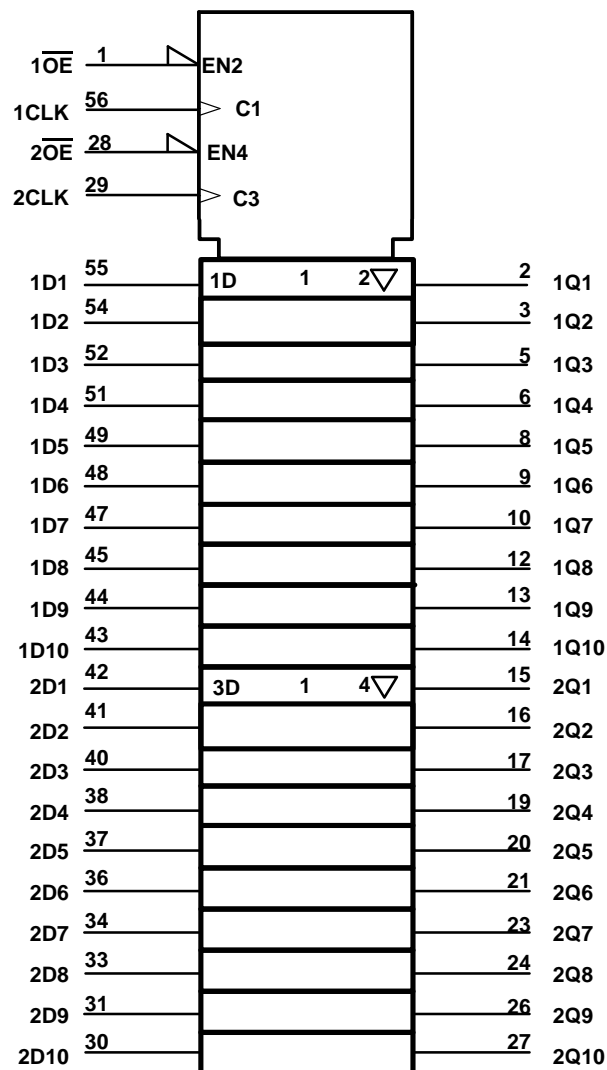 1O̅E̅ 1 EN2
1CLK 56 C1
2O̅E̅ 28 EN4
2CLK 29 C3
1D1 55 1D 1 2▽ 2 1Q1
1D2 54 3 1Q2
1D3 52 5 1Q3
1D4 51 6 1Q4
1D5 49 8 1Q5
1D6 48 9 1Q6
1D7 47 10 1Q7
1D8 45 12 1Q8
1D9 44 13 1Q9
1D10 43 14 1Q10
2D1 42 3D 1 4▽ 15 2Q1
2D2 41 16 2Q2
2D3 40 17 2Q3
2D4 38 19 2Q4
2D5 37 20 2Q5
2D6 36 21 2Q6
2D7 34 23 2Q7
2D8 33 24 2Q8
2D9 31 26 2Q9
2D10 30 27 2Q10